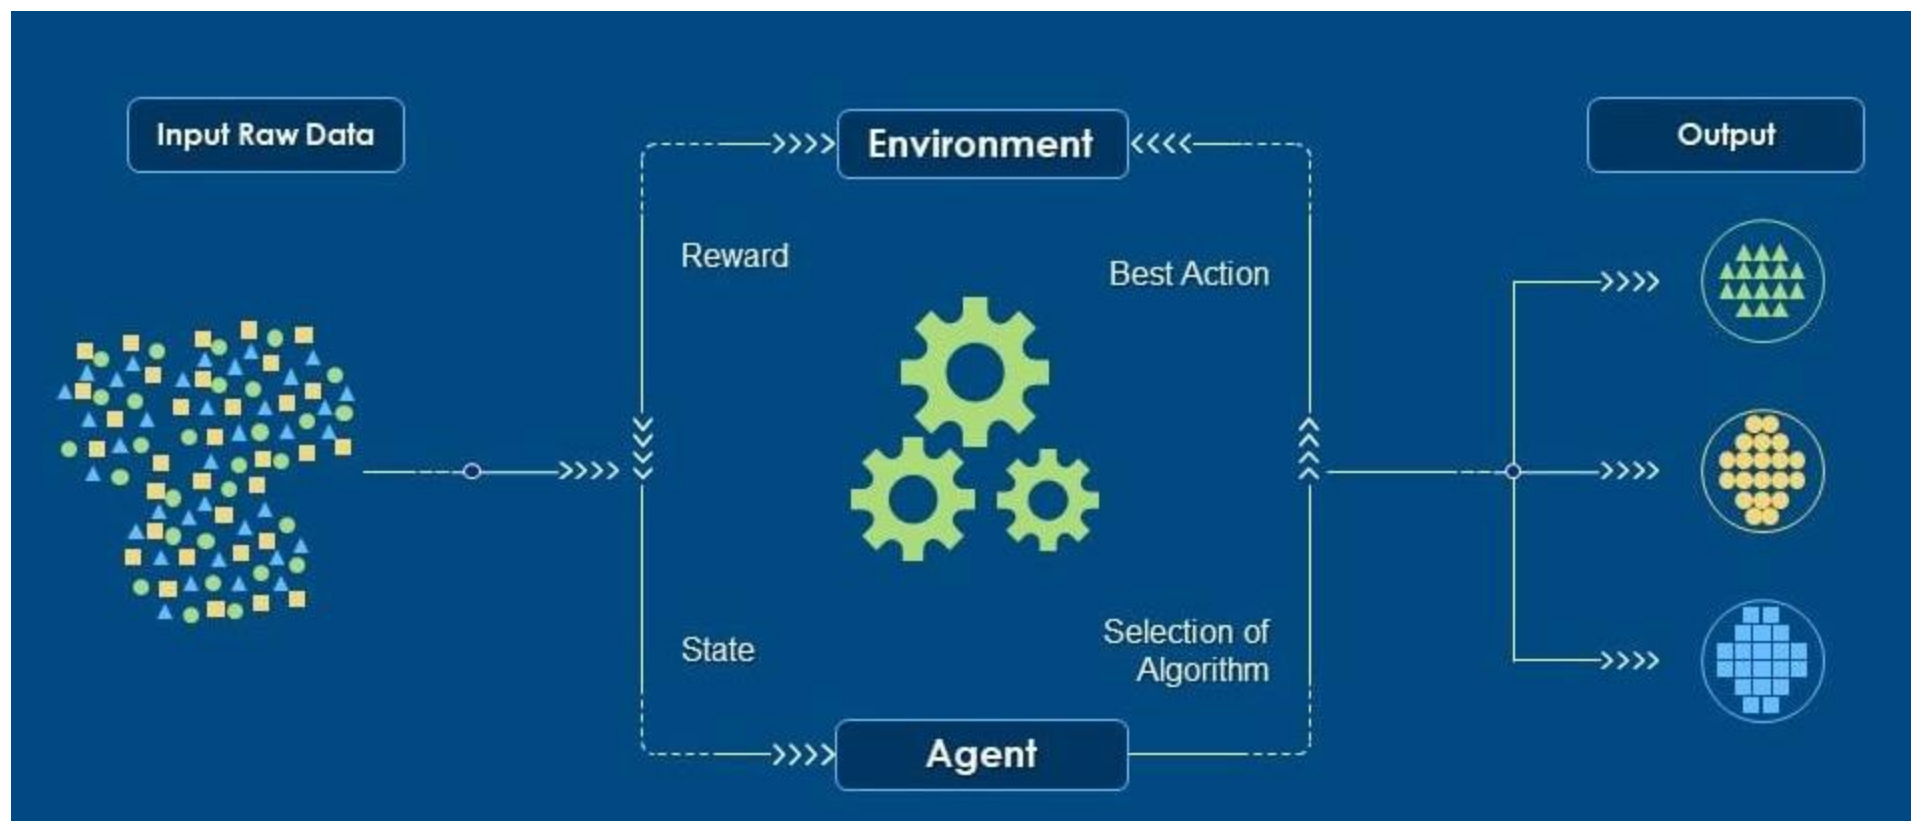 Input Raw Data
Environment
Output
Reward
Best Action
State
Selection of
Algorithm
Agent